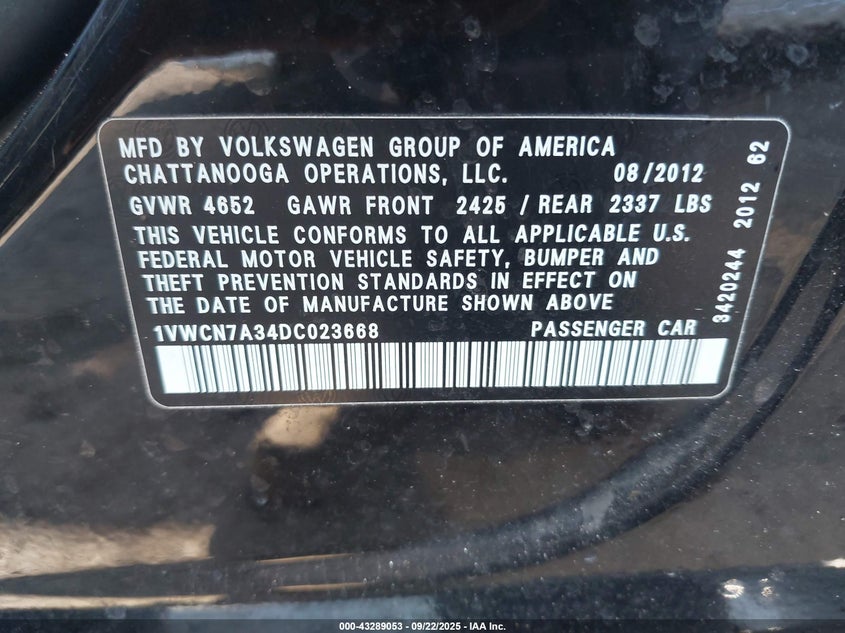 MFD BY VOLKSWAGEN GROUP OF AMERICA
CHATTANOOGA OPERATIONS, LLC. 08/2012
GVWR 4652 GAWR FRONT 2425 / REAR 2337 LBS
THIS VEHICLE CONFORMS TO ALL APPLICABLE U.S.
FEDERAL MOTOR VEHICLE SAFETY, BUMPER AND
THEFT PREVENTION STANDARDS IN EFFECT ON
THE DATE OF MANUFACTURE SHOWN ABOVE
1VWCN7A34DC023668 PASSENGER CAR
3420244 2012 62
000-43289053 - 09/22/2025 - IAA Inc.